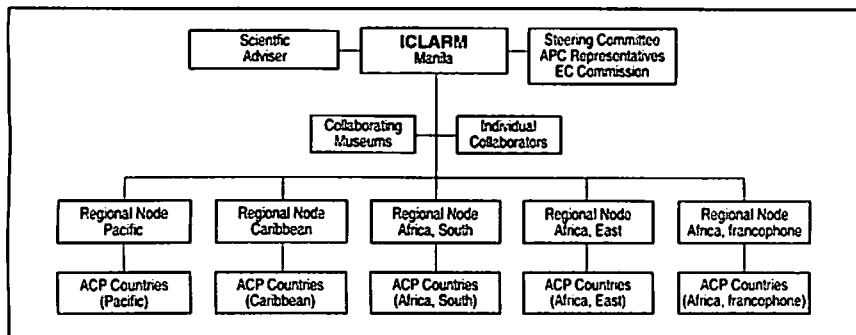 Scientific
Adviser
ICLARM
Manila
Steering Committee
APC Representatives
EC Commission
Collaborating
Museums
Individual
Collaborators
Regional Node
Pacific
Regional Node
Caribbean
Regional Node
Africa, South
Regional Node
Africa, East
Regional Node
Africa, francophone
ACP Countries
(Pacific)
ACP Countries
(Caribbean)
ACP Countries
(Africa, South)
ACP Countries
(Africa, East)
ACP Countries
(Africa, francophone)